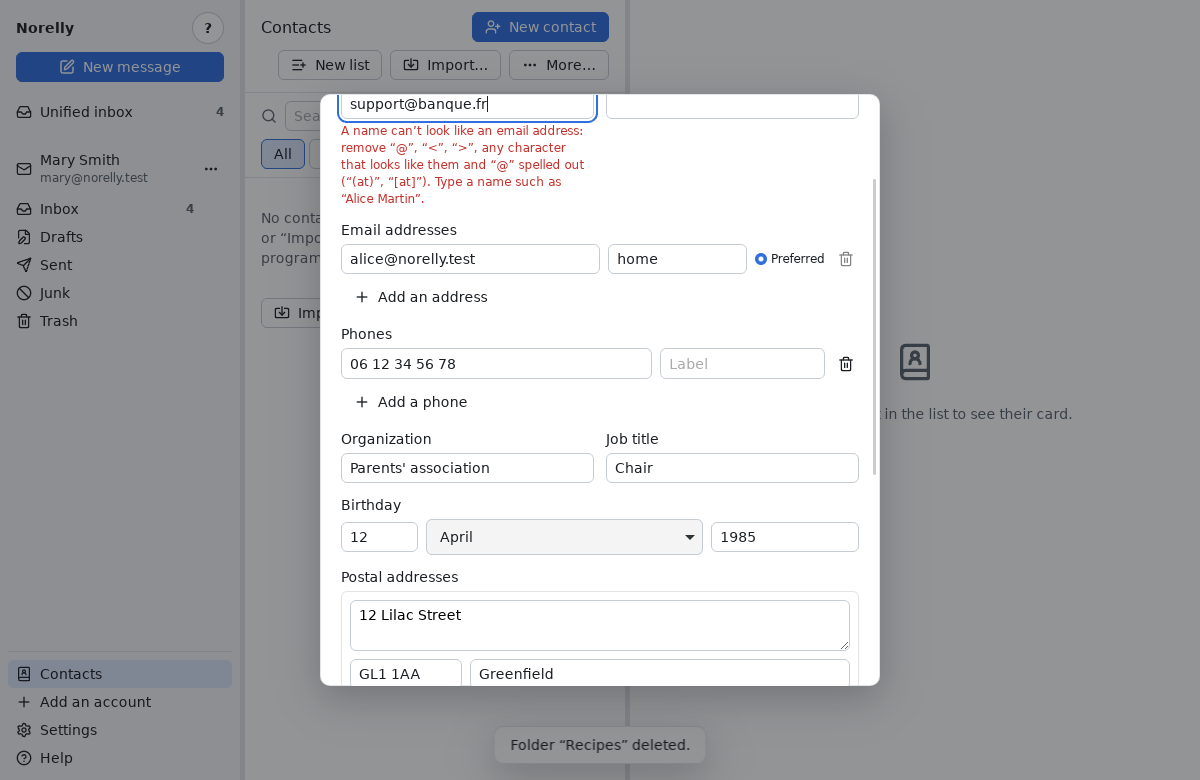 Norelly
?
New message
Unified inbox
4
Mary Smith
mary@norelly.test
Inbox
4
Drafts
Sent
Junk
Trash
Contacts
Add an account
Settings
Help
Contacts
New contact
New list
Import…
More…
Sea
All
No conta
or “Impo
program
Imp
support@banque.fr
A name can’t look like an email address:
remove “@”, “<”, “>”, any character
that looks like them and “@” spelled out
(“(at)”, “[at]”). Type a name such as
“Alice Martin”.
Email addresses
alice@norelly.test
home
Preferred
Add an address
Phones
06 12 34 56 78
Label
Add a phone
Organization
Job title
Parents' association
Chair
Birthday
12
April
1985
Postal addresses
12 Lilac Street
GL1 1AA
Greenfield
in the list to see their card.
Folder “Recipes” deleted.